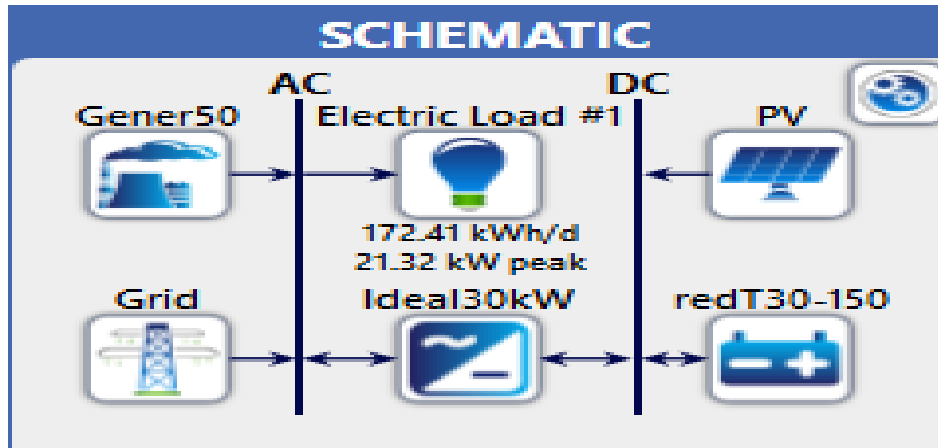 SCHEMATIC
AC DC
Gener50 Electric Load #1 PV
172.41 kWh/d
21.32 kW peak
Grid Ideal30kW redT30-150